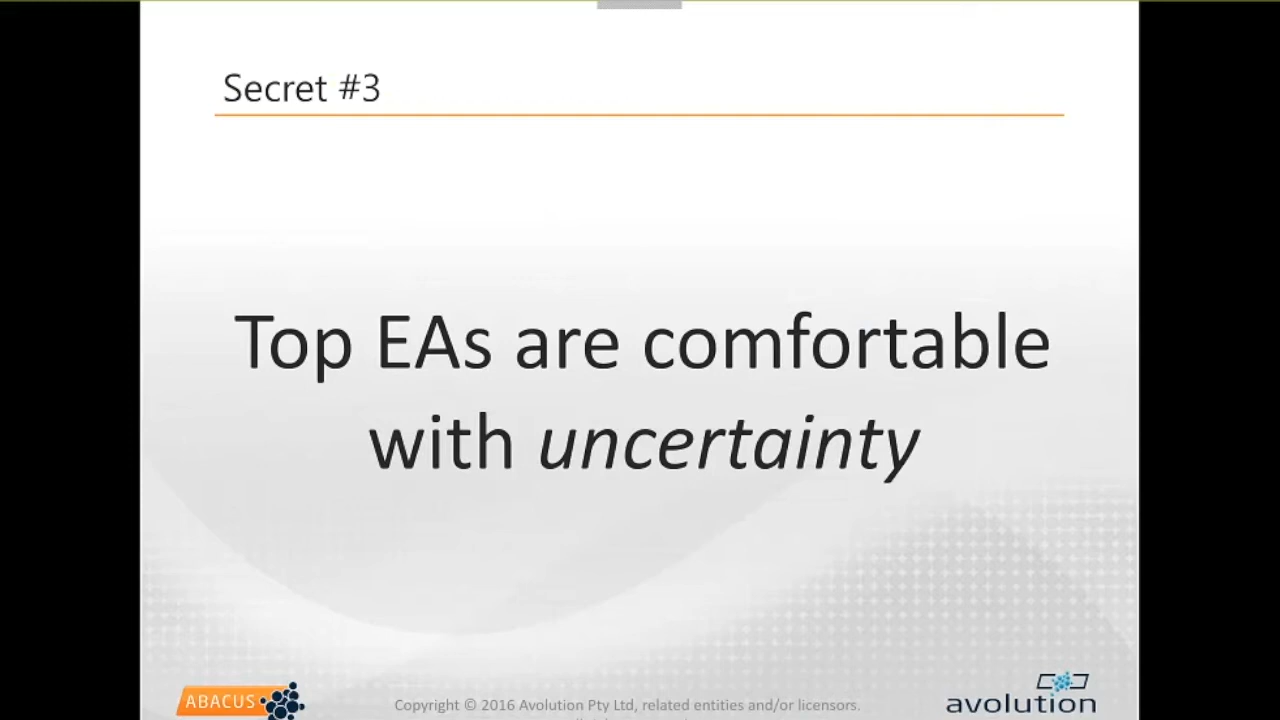 Secret #3
Top EAs are comfortable
with uncertainty
ABACUS
Copyright © 2016 Avolution Pty Ltd, related entities and/or licensors.
avolution